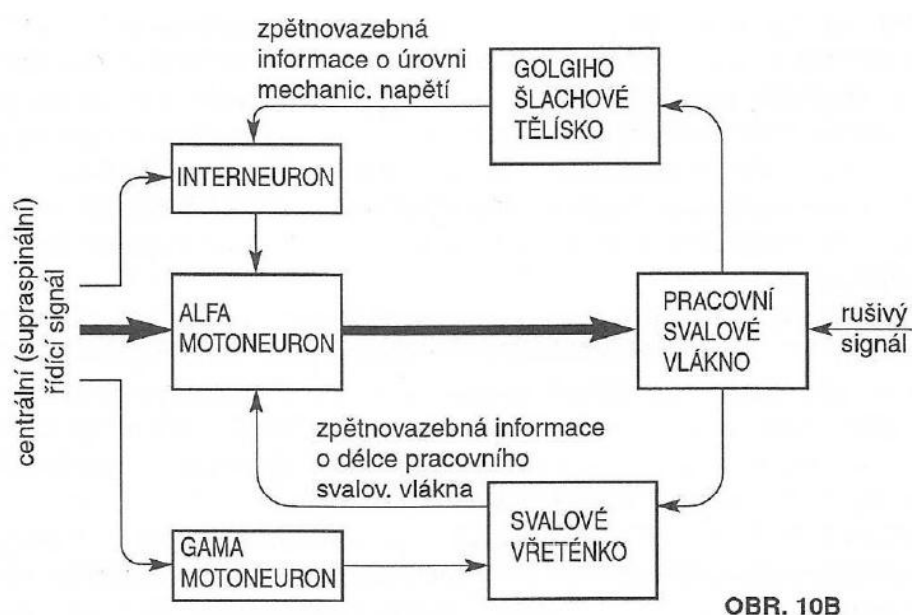 zpětnovazebná
informace o úrovni
mechanic. napětí
GOLGIHO
ŠLACHOVÉ
TĚLÍSKO
INTERNEURON
centrální (supraspinální)
řídící signál
ALFA
MOTONEURON
PRACOVNÍ
SVALOVÉ
VLÁKNO
rušivý
signál
zpětnovazebná informace
o délce pracovního
svalov. vlákna
SVALOVÉ
VŘETÉNKO
GAMA
MOTONEURON
OBR. 10B